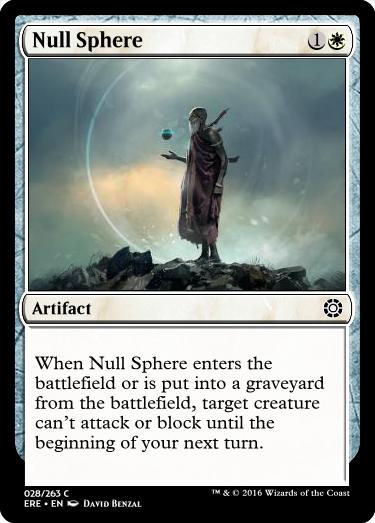 Null Sphere 1
Artifact
When Null Sphere enters the
battlefield or is put into a graveyard
from the battlefield, target creature
can't attack or block until the
beginning of your next turn.
028/263 C
™ & © 2016 Wizards of the Coast
ERE • EN David Benzal